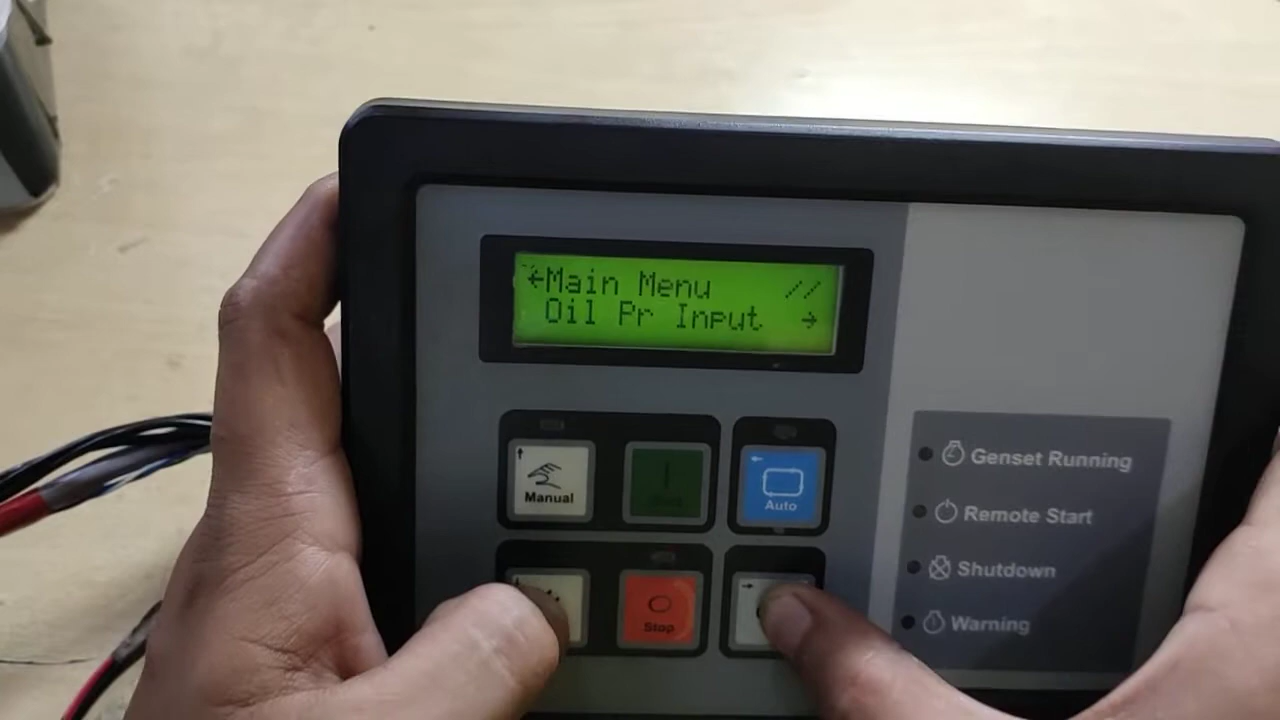 ←Main Menu //
Oil Pr Input →
Manual
Auto
Stop
Genset Running
Remote Start
Shutdown
Warning